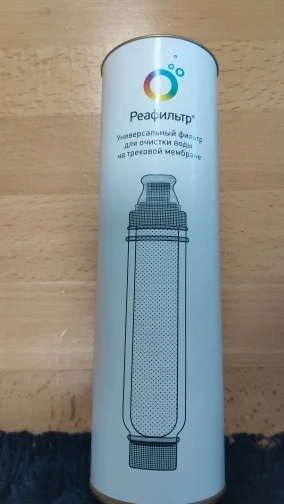 Реафильтр®
Универсальный фильтр
для очистки воды
на трековой мембране